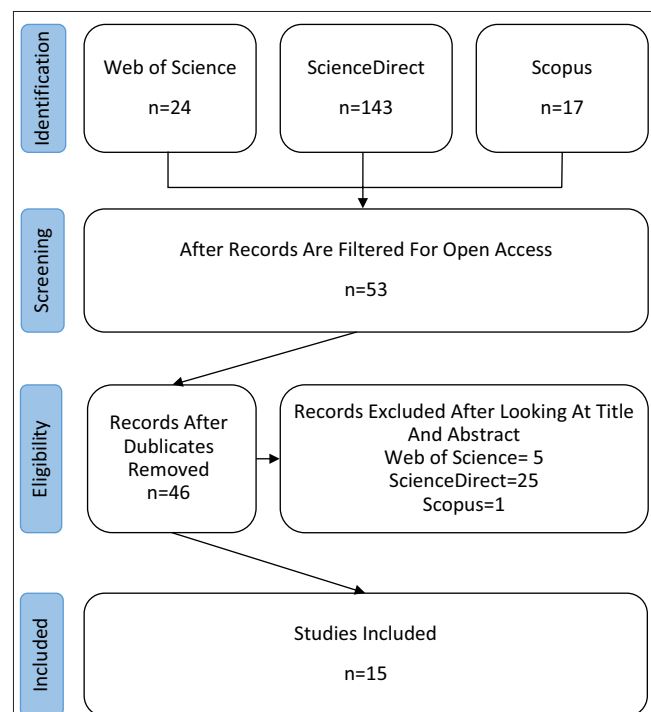 Identification
Web of Science
n=24
ScienceDirect
n=143
Scopus
n=17
Screening
After Records Are Filtered For Open Access
n=53
Eligibility
Records After
Dublicates
Removed
n=46
Records Excluded After Looking At Title
And Abstract
Web of Science= 5
ScienceDirect=25
Scopus=1
Included
Studies Included
n=15